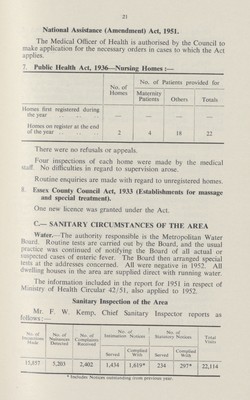 21
National Assistance (Amendment) Act, 1951.
The Medical Officer of Health is authorised by the Council to
make application for the necessary orders in cases to which the Act
applies.
7. Public Health Act, 1936—Nursing Homes :—
No. of Homes
No. of Patients provided for
Maternity Patients
Others
Totals
Homes first registered during
the year ... ... ... — — — —
Homes on register at the end
of the year ... ... ... 2 4 18 22
There were no refusals or appeals.
Four inspections of each home were made by the medical
staff. No difficulties in regard to supervision arose.
Routine enquiries are made with regard to unregistered homes.
8. Essex County Council Act, 1933 (Establishments for massage
and special treatment).
One new licence was granted under the Act.
C.—SANITARY CIRCUMSTANCES OF THE AREA
Water.—The authority responsible is the Metropolitan Water
Board. Routine tests are carried out by the Board, and the usual
practice was continued of notifying the Board of all actual or
suspected cases of enteric fever. The Board then arranged special
tests at the addresses concerned. All were negative in 1952. All
dwelling houses in the area are supplied direct with running water.
The information included in the report for 1951 in respect of
Ministry of Health Circular 42/51, also applied to 1952.
Sanitary Inspection of the Area
Mr. F. W. Kemp, Chief Sanitary Inspector reports as
follows:—
No. of Inspections Made
No. of Nuisances Detected
No. of Complaints Received
No. of Intimation Notices
No. of Statutory Notices
Total Visits
Served
Complied With
Served
Complied With
5,203 2,402 1,434 1,619* 234 297* 22,114
* Includes Notices outstanding from previous year.